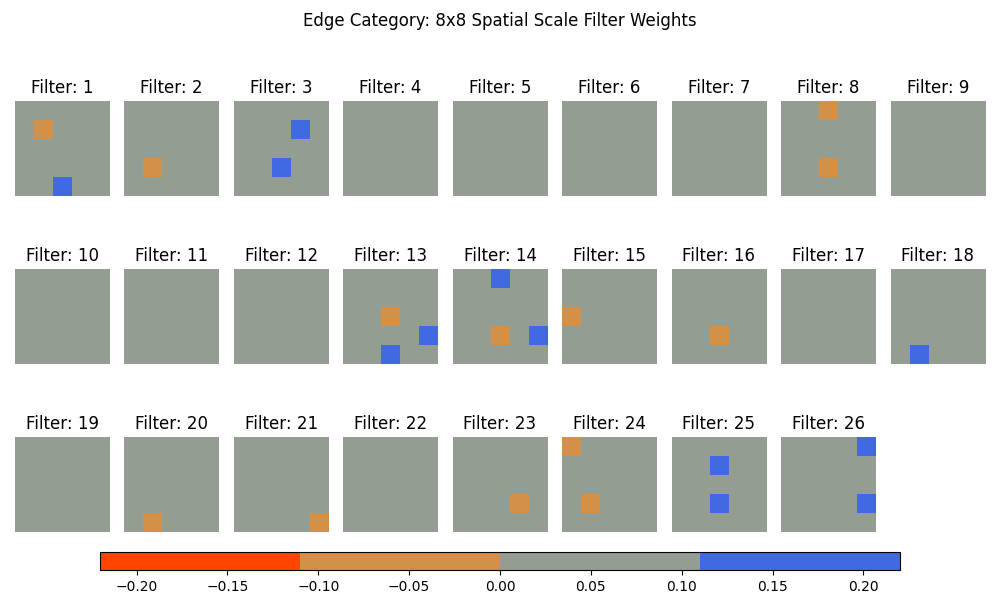 Edge Category: 8x8 Spatial Scale Filter Weights
Filter: 1 Filter: 2 Filter: 3 Filter: 4 Filter: 5 Filter: 6 Filter: 7 Filter: 8 Filter: 9
Filter: 10 Filter: 11 Filter: 12 Filter: 13 Filter: 14 Filter: 15 Filter: 16 Filter: 17 Filter: 18
Filter: 19 Filter: 20 Filter: 21 Filter: 22 Filter: 23 Filter: 24 Filter: 25 Filter: 26
−0.20 −0.15 −0.10 −0.05 0.00 0.05 0.10 0.15 0.20